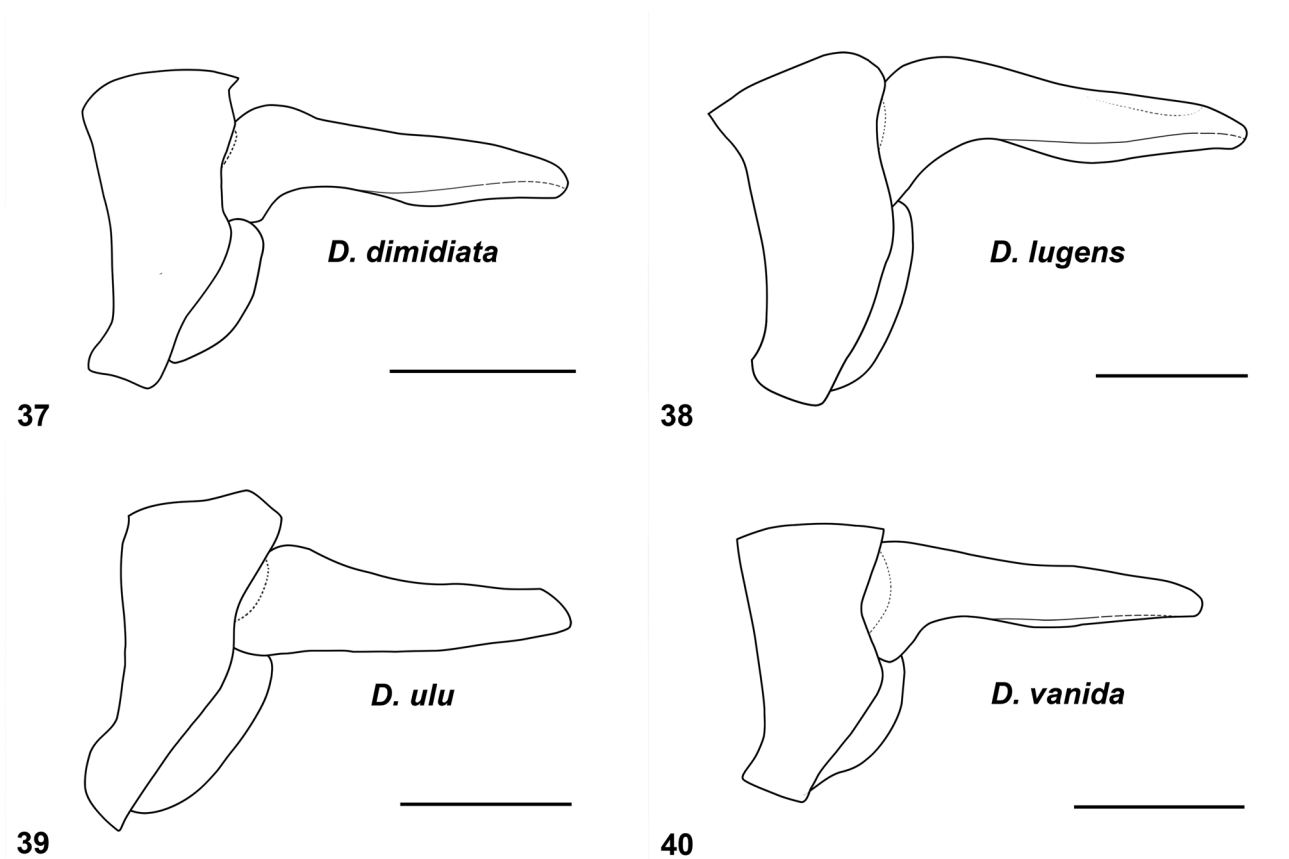 D. dimidiata
37
D. lugens
38
D. ulu
39
D. vanida
40